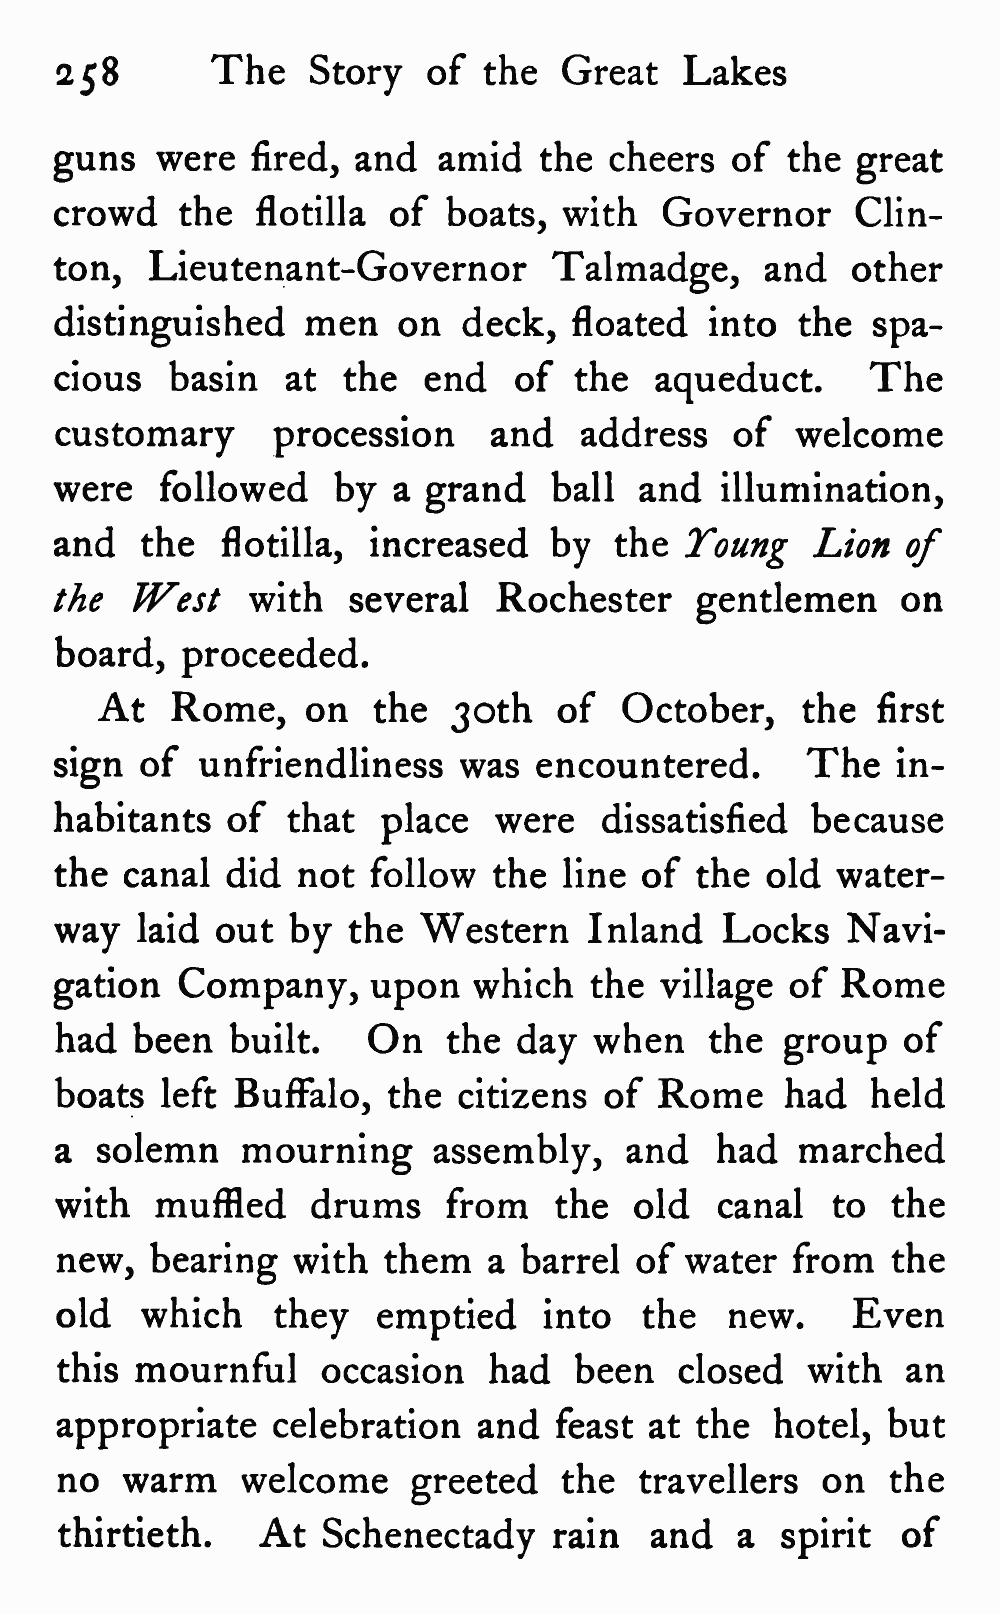 258 The Story of the Great Lakes
guns were fired, and amid the cheers of the great
crowd the flotilla of boats, with Governor Clin-
ton, Lieutenant-Governor Talmadge, and other
distinguished men on deck, floated into the spa-
cious basin at the end of the aqueduct. The
customary procession and address of welcome
were followed by a grand ball and illumination,
and the flotilla, increased by the Young Lion of
the West with several Rochester gentlemen on
board, proceeded.
At Rome, on the 30th of October, the first
sign of unfriendliness was encountered. The in-
habitants of that place were dissatisfied because
the canal did not follow the line of the old water-
way laid out by the Western Inland Locks Navi-
gation Company, upon which the village of Rome
had been built. On the day when the group of
boats left Buffalo, the citizens of Rome had held
a solemn mourning assembly, and had marched
with muffled drums from the old canal to the
new, bearing with them a barrel of water from the
old which they emptied into the new. Even
this mournful occasion had been closed with an
appropriate celebration and feast at the hotel, but
no warm welcome greeted the travellers on the
thirtieth. At Schenectady rain and a spirit of